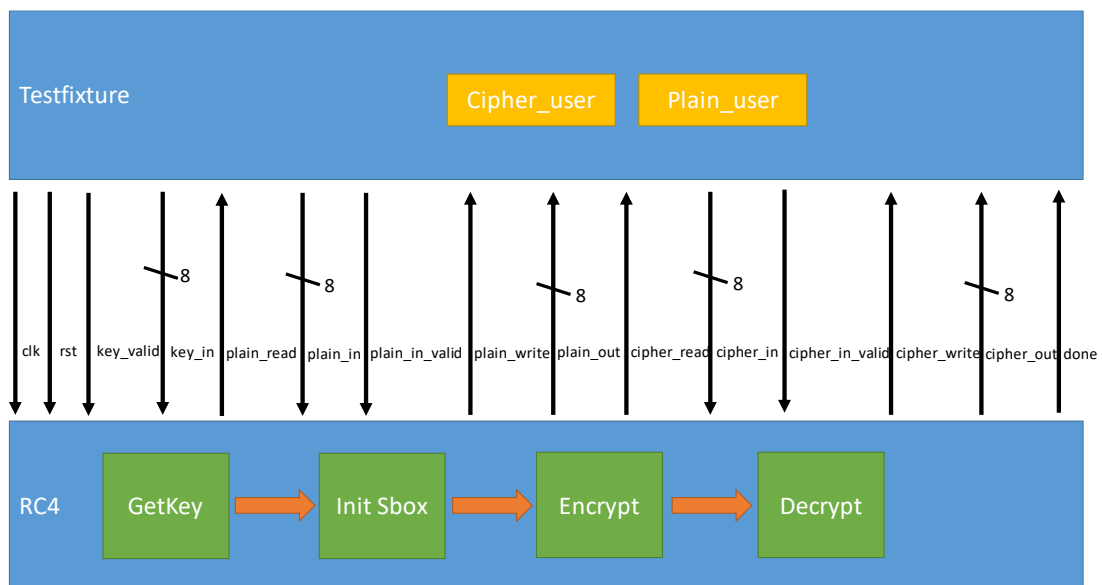 Testfixture
Cipher_user
Plain_user
8
8
8
8
8
clk
rst
key_valid
key_in
plain_read
plain_in
plain_in_valid
plain_write
plain_out
cipher_read
cipher_in
cipher_in_valid
cipher_write
cipher_out
done
RC4
GetKey
Init Sbox
Encrypt
Decrypt